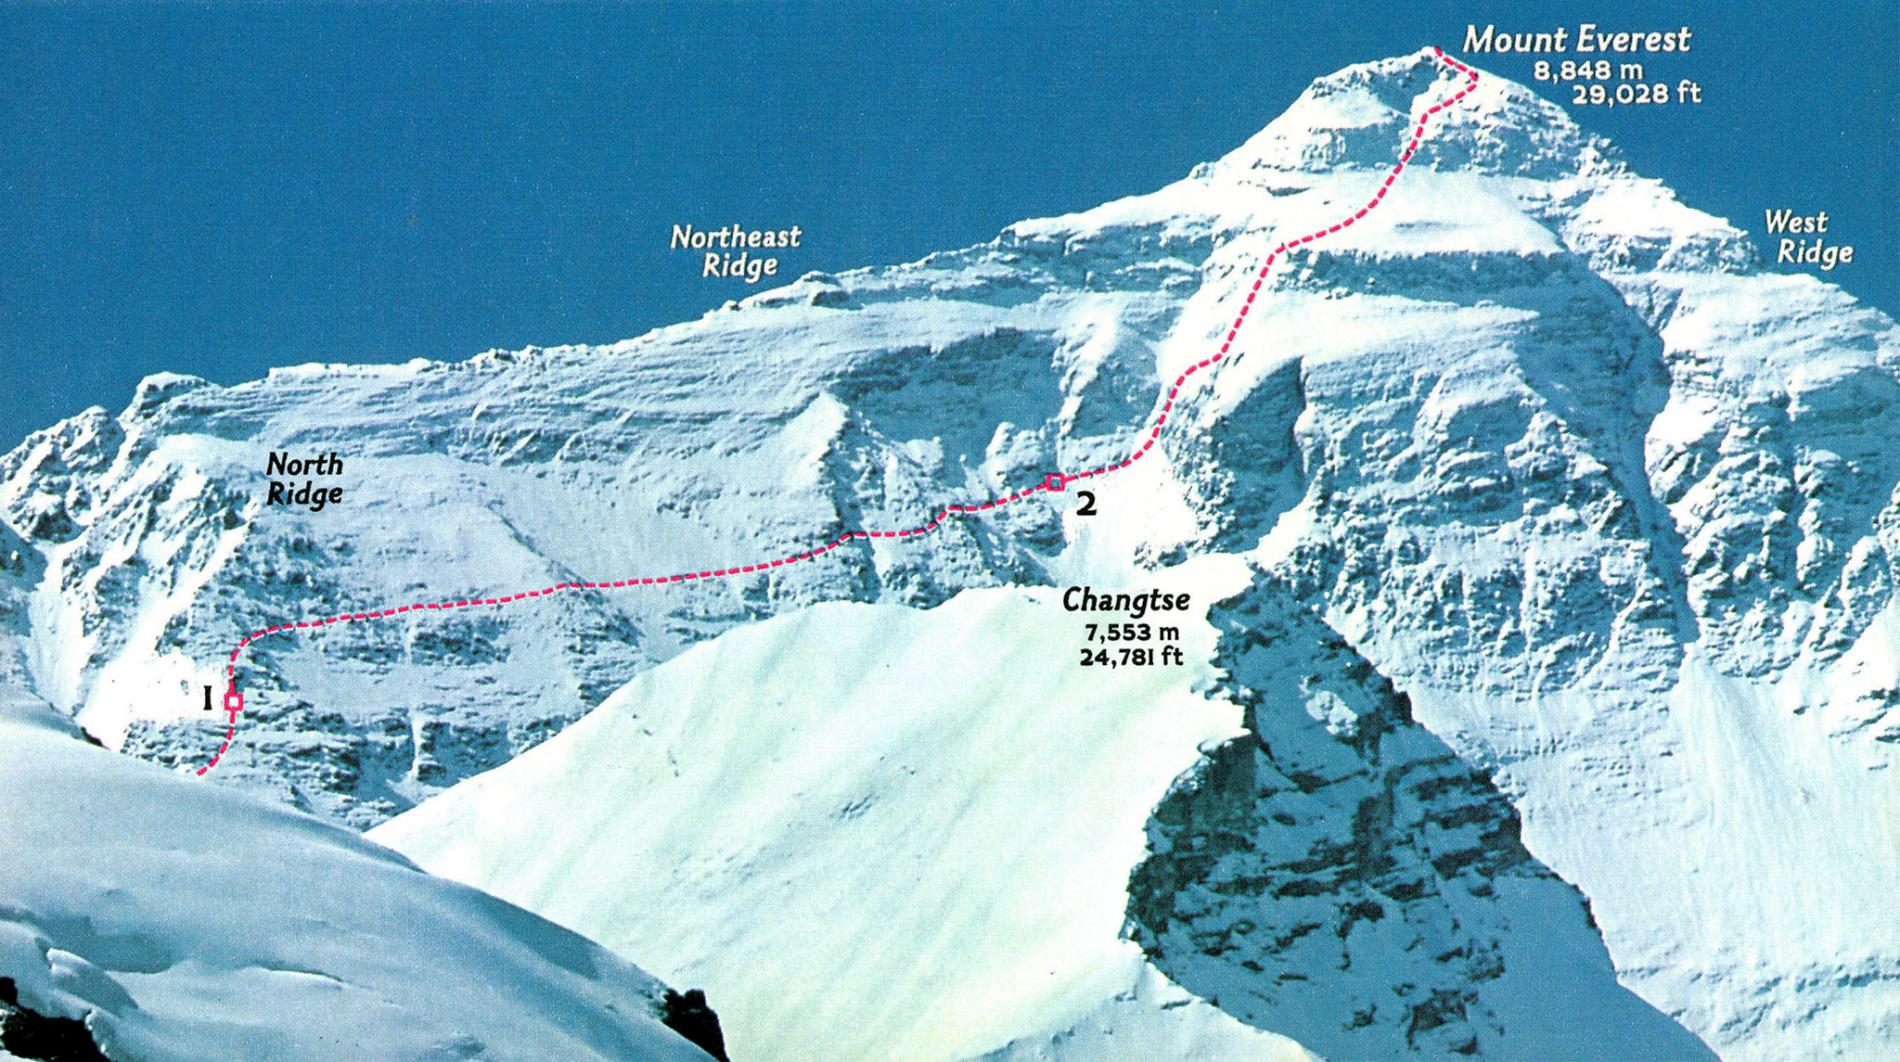 Mount Everest
8,848 m
29,028 ft
Northeast
Ridge
West
Ridge
North
Ridge
2
Changtse
7,553 m
24,781 ft
1